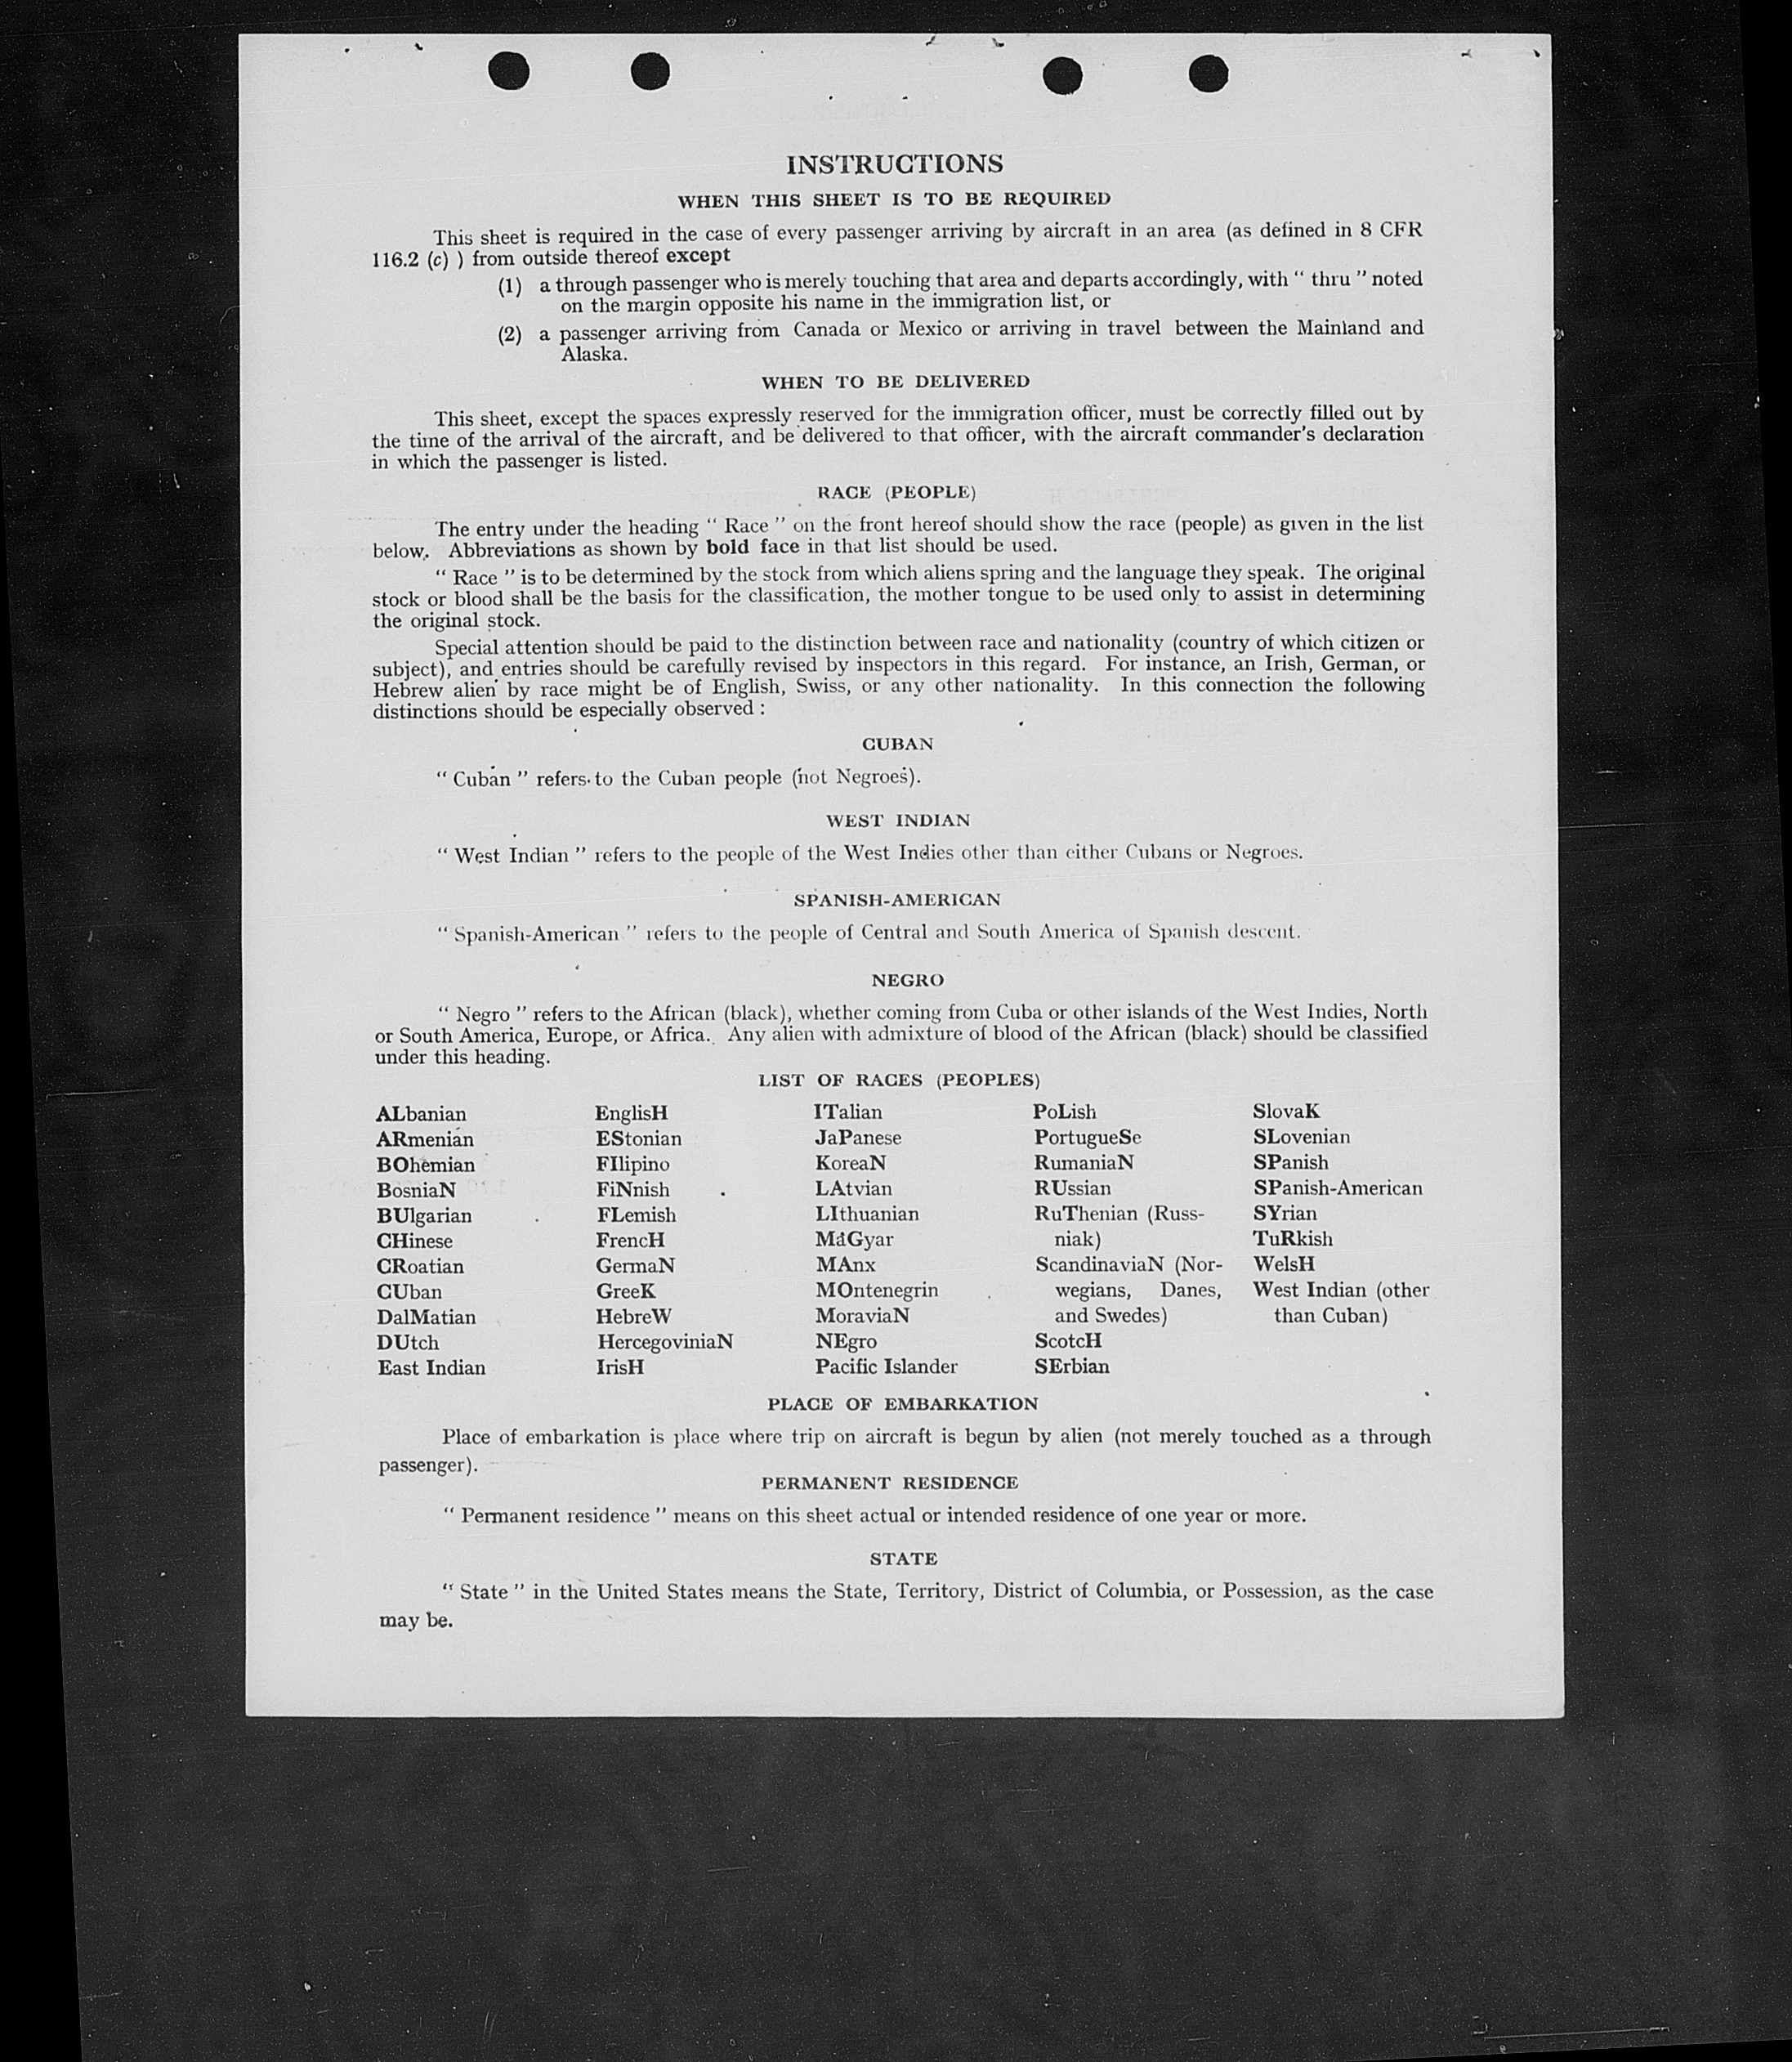 INSTRUCTIONS
WHEN THIS SHEET IS TO BE REQUIRED
This sheet is required in the case of every passenger arriving by aircraft in an area (as defined in 8 CFR
116.2 (c) ) from outside thereof except
(1) a through passenger who is merely touching that area and departs accordingly, with “ thru ” noted
on the margin opposite his name in the immigration list, or
(2) a passenger arriving from Canada or Mexico or arriving in travel between the Mainland and
Alaska.
WHEN TO BE DELIVERED
This sheet, except the spaces expressly reserved for the immigration officer, must be correctly filled out by
the time of the arrival of the aircraft, and be delivered to that officer, with the aircraft commander's declaration
in which the passenger is listed.
RACE (PEOPLE)
The entry under the heading “ Race ” on the front hereof should show the race (people) as given in the list
below. Abbreviations as shown by bold face in that list should be used.
“ Race ” is to be determined by the stock from which aliens spring and the language they speak. The original
stock or blood shall be the basis for the classification, the mother tongue to be used only to assist in determining
the original stock.
Special attention should be paid to the distinction between race and nationality (country of which citizen or
subject), and entries should be carefully revised by inspectors in this regard. For instance, an Irish, German, or
Hebrew alien by race might be of English, Swiss, or any other nationality. In this connection the following
distinctions should be especially observed :
CUBAN
“ Cuban ” refers to the Cuban people (not Negroes).
WEST INDIAN
“ West Indian ” refers to the people of the West Indies other than either Cubans or Negroes.
SPANISH-AMERICAN
“ Spanish-American ” refers to the people of Central and South America of Spanish descent.
NEGRO
“ Negro ” refers to the African (black), whether coming from Cuba or other islands of the West Indies, North
or South America, Europe, or Africa. Any alien with admixture of blood of the African (black) should be classified
under this heading.
LIST OF RACES (PEOPLES)
ALbanian
ARmenian
BOhemian
BosniaN
BUlgarian
CHinese
CRoatian
CUban
DalMatian
DUtch
East Indian
EnglisH
EStonian
FIlipino
FiNnish
FLemish
FrencH
GermaN
GreeK
HebreW
HercegoviniaN
IrisH
ITalian
JaPanese
KoreaN
LAtvian
LIthuanian
MaGyar
MAnx
MOntenegrin
MoraviaN
NEgro
Pacific Islander
PoLish
PortugueSe
RumaniaN
RUssian
RuThenian (Russ-
niak)
ScandinaviaN (Nor-
wegians, Danes,
and Swedes)
ScotcH
SErbian
SlovaK
SLovenian
SPanish
SPanish-American
SYrian
TuRkish
WelsH
West Indian (other
than Cuban)
PLACE OF EMBARKATION
Place of embarkation is place where trip on aircraft is begun by alien (not merely touched as a through
passenger).
PERMANENT RESIDENCE
“ Permanent residence ” means on this sheet actual or intended residence of one year or more.
STATE
“ State ” in the United States means the State, Territory, District of Columbia, or Possession, as the case
may be.